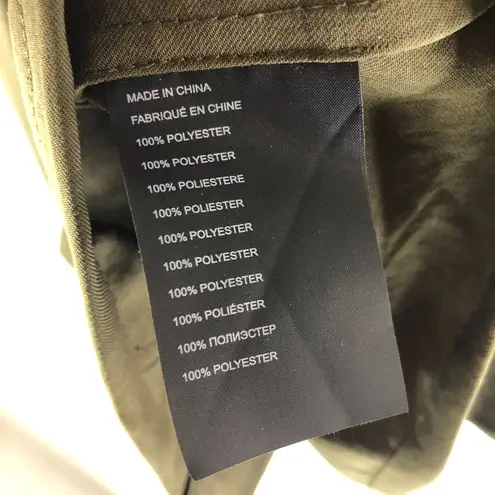 MADE IN CHINA
FABRIQUÉ EN CHINE
100% POLYESTER
100% POLYESTER
100% POLIESTERE
100% POLIESTER
100% POLYESTER
100% POLYESTER
100% POLYESTER
100% POLIÉSTER
100% ПОЛИЭСТЕР
100% POLYESTER